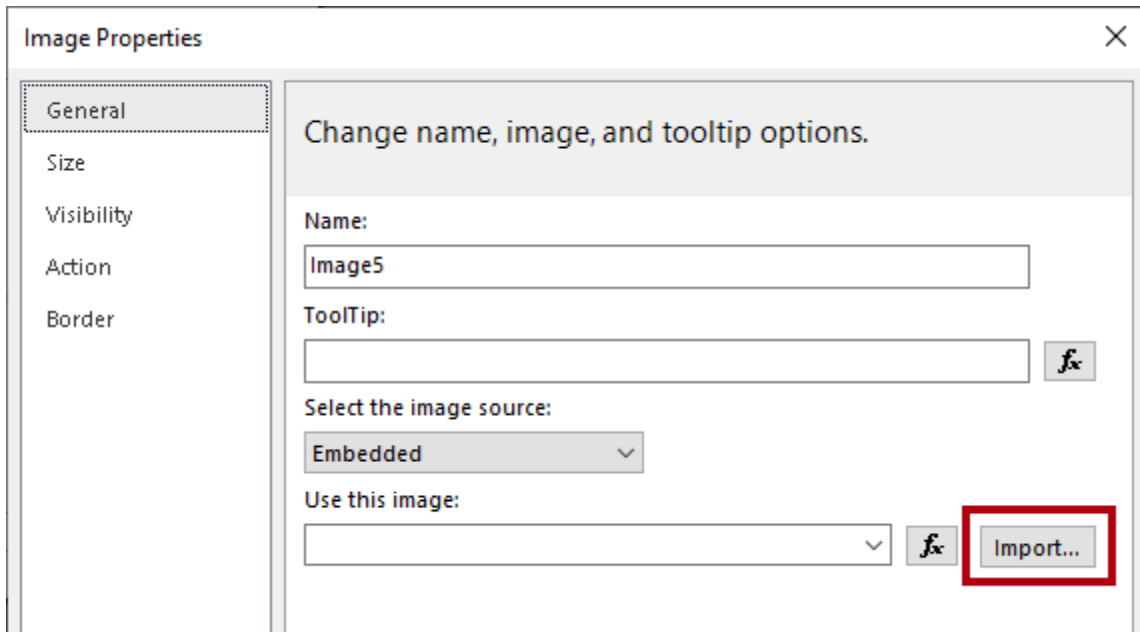 Image Properties
General
Size
Visibility
Action
Border
Change name, image, and tooltip options.
Name:
Image5
ToolTip:
fx
Select the image source:
Embedded
Use this image:
fx
Import...